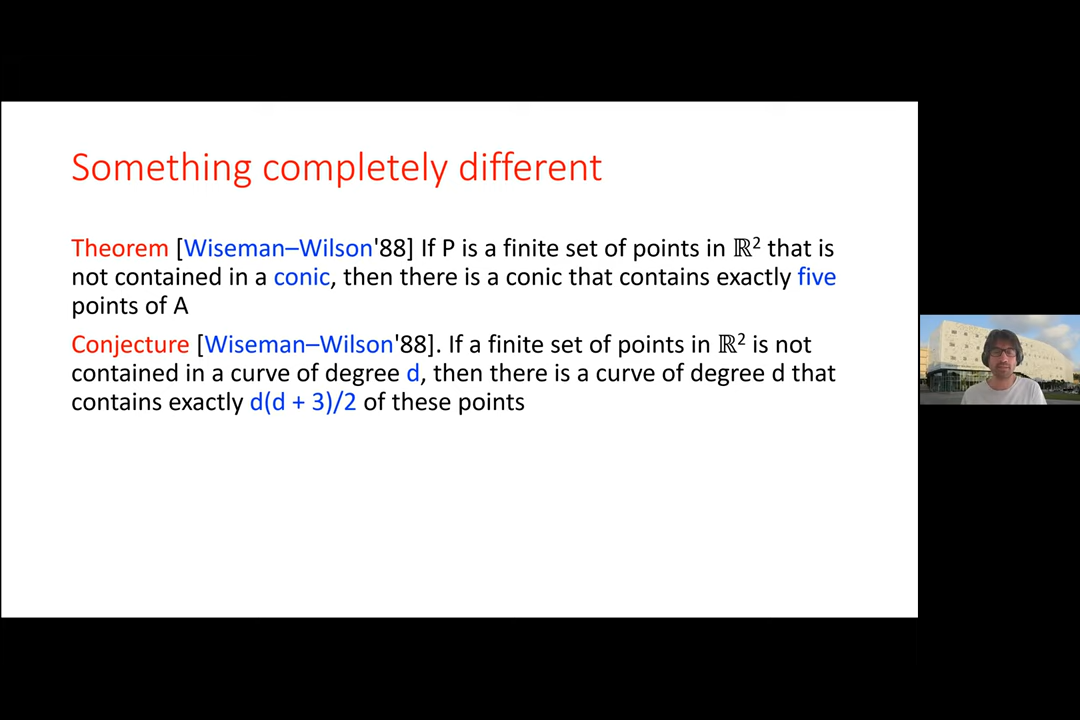 Something completely different
Theorem [Wiseman–Wilson'88] If P is a finite set of points in ℝ² that is
not contained in a conic, then there is a conic that contains exactly five
points of A
Conjecture [Wiseman–Wilson'88]. If a finite set of points in ℝ² is not
contained in a curve of degree d, then there is a curve of degree d that
contains exactly d(d + 3)/2 of these points